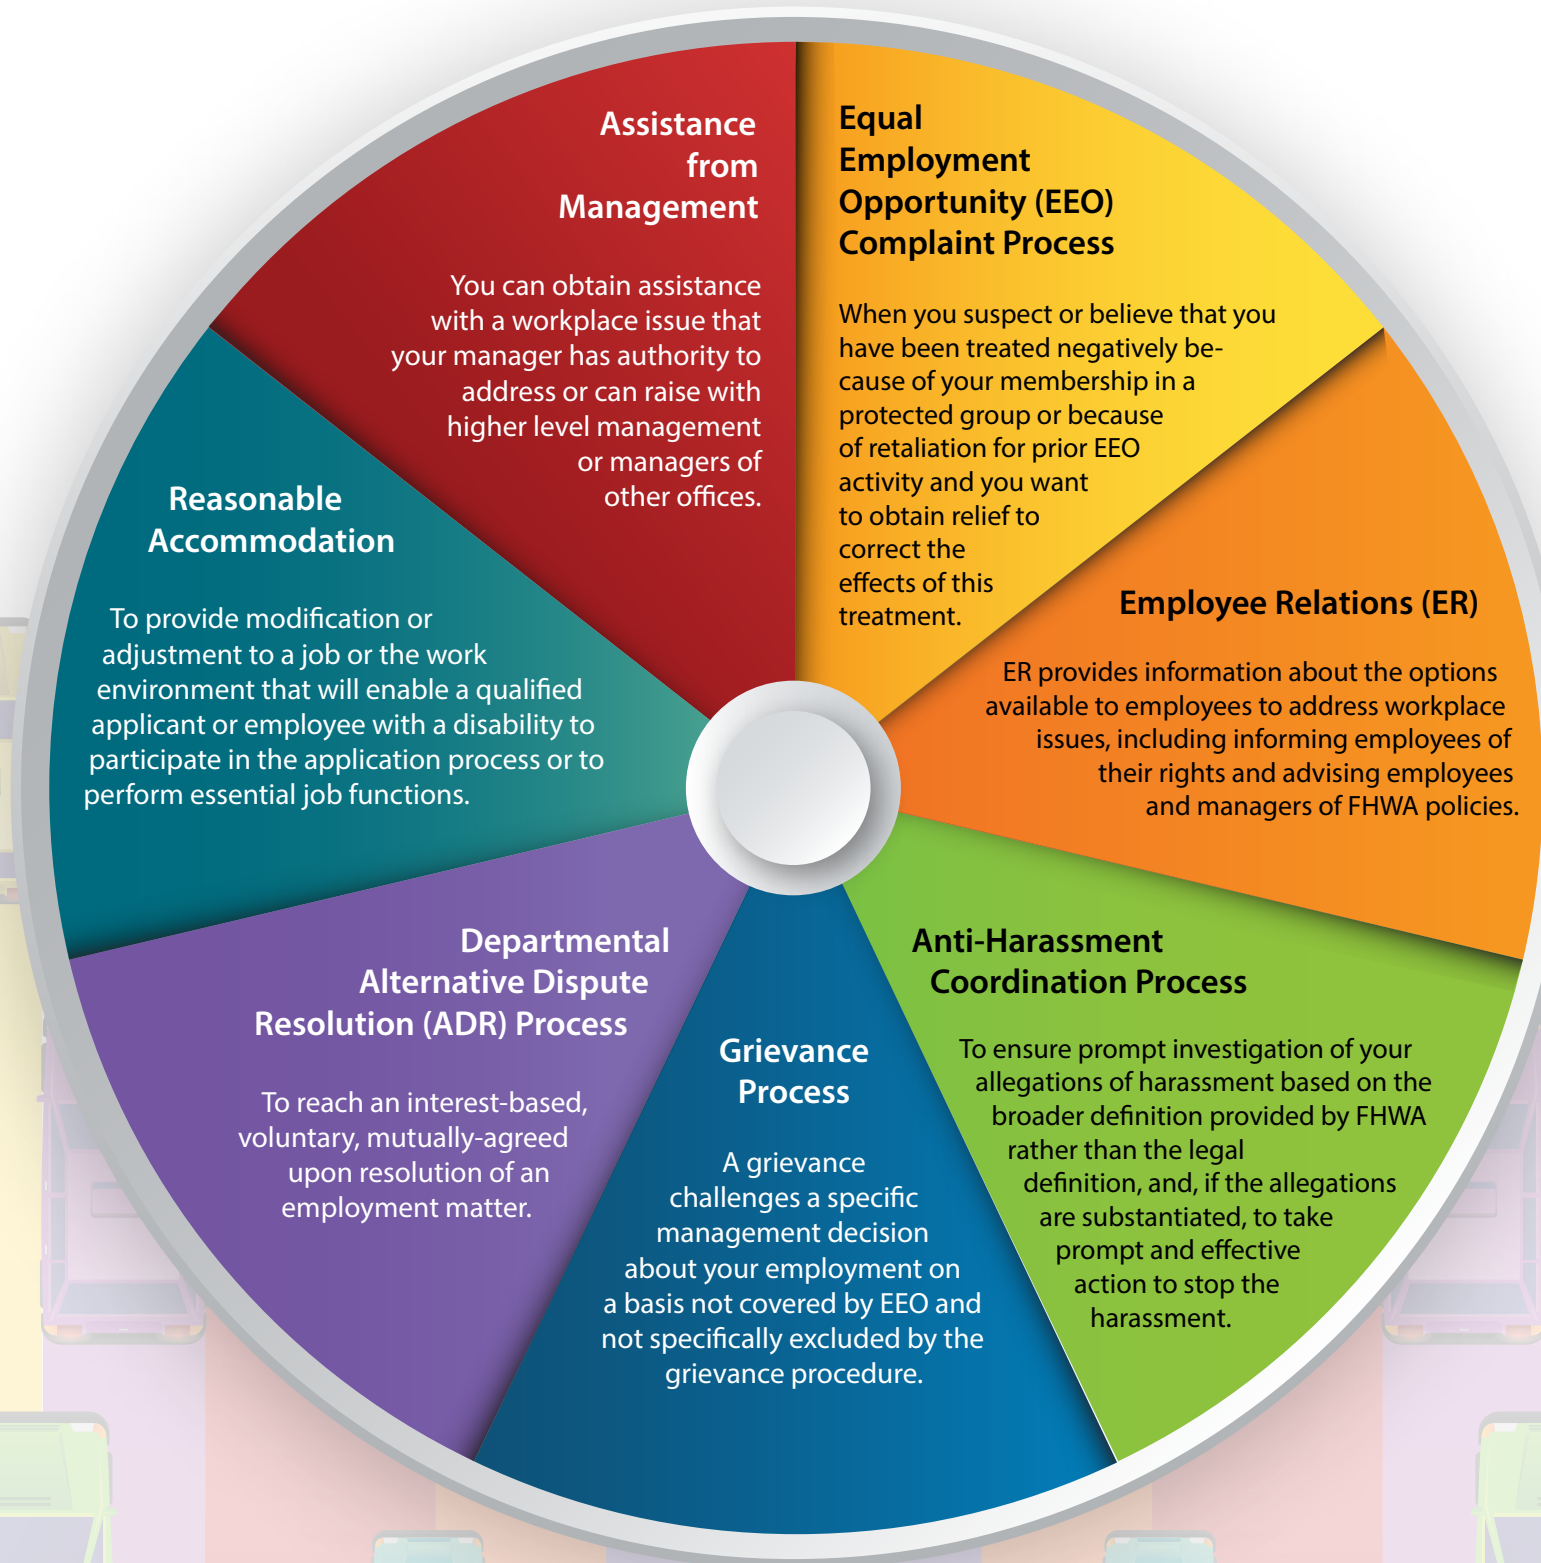 Assistance
from
Management
You can obtain assistance
with a workplace issue that
your manager has authority to
address or can raise with
higher level management
or managers of
other offices.
Equal
Employment
Opportunity (EEO)
Complaint Process
When you suspect or believe that you
have been treated negatively be-
cause of your membership in a
protected group or because
of retaliation for prior EEO
activity and you want
to obtain relief to
correct the
effects of this
treatment.
Employee Relations (ER)
ER provides information about the options
available to employees to address workplace
issues, including informing employees of
their rights and advising employees
and managers of FHWA policies.
Anti-Harassment
Coordination Process
To ensure prompt investigation of your
allegations of harassment based on the
broader definition provided by FHWA
rather than the legal
definition, and, if the allegations
are substantiated, to take
prompt and effective
action to stop the
harassment.
Grievance
Process
A grievance
challenges a specific
management decision
about your employment on
a basis not covered by EEO and
not specifically excluded by the
grievance procedure.
Departmental
Alternative Dispute
Resolution (ADR) Process
To reach an interest-based,
voluntary, mutually-agreed
upon resolution of an
employment matter.
Reasonable
Accommodation
To provide modification or
adjustment to a job or the work
environment that will enable a qualified
applicant or employee with a disability to
participate in the application process or to
perform essential job functions.